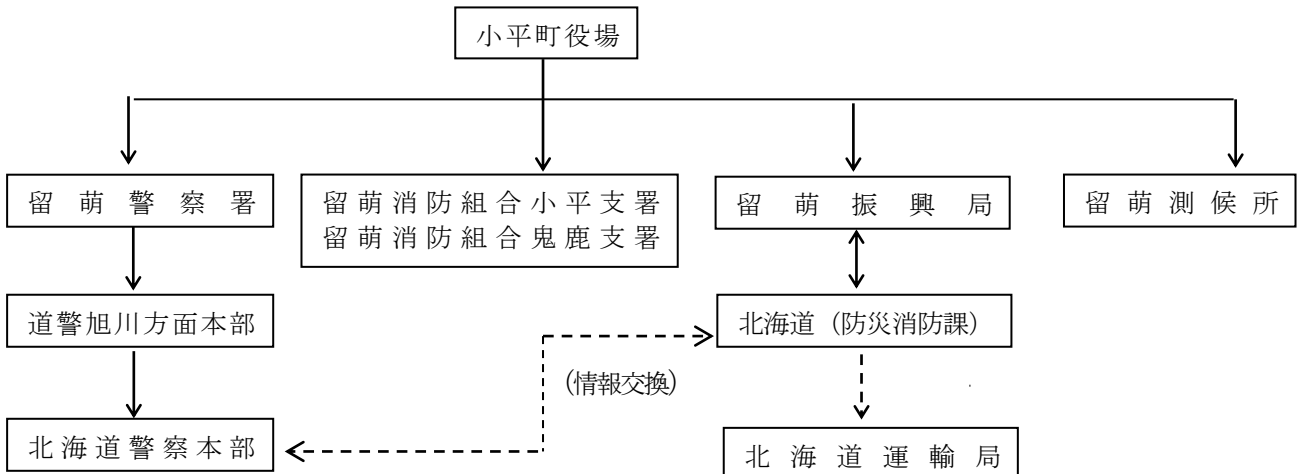 小平町役場
留萌警察署
留萌消防組合小平支署
留萌消防組合鬼鹿支署
留萌振興局
留萌測候所
道警旭川方面本部
北海道（防災消防課）
（情報交換）
北海道警察本部
北海道運輸局